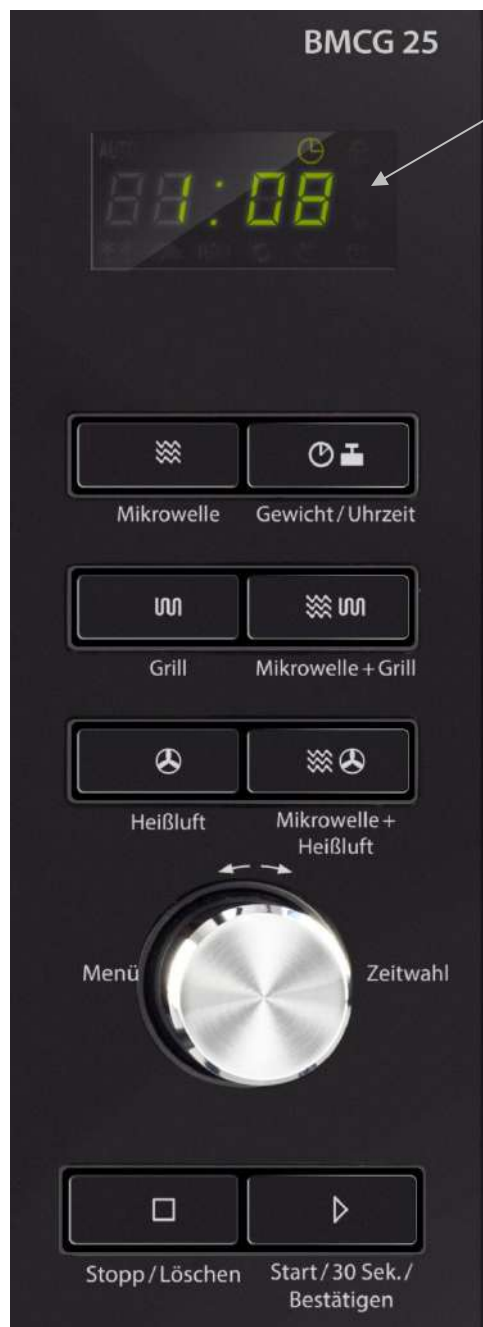 BMCG 25
AUTO
1:08
Mikrowelle
Gewicht / Uhrzeit
Grill
Mikrowelle + Grill
Heißluft
Mikrowelle +
Heißluft
Menü
Zeitwahl
Stopp / Löschen
Start / 30 Sek. /
Bestätigen